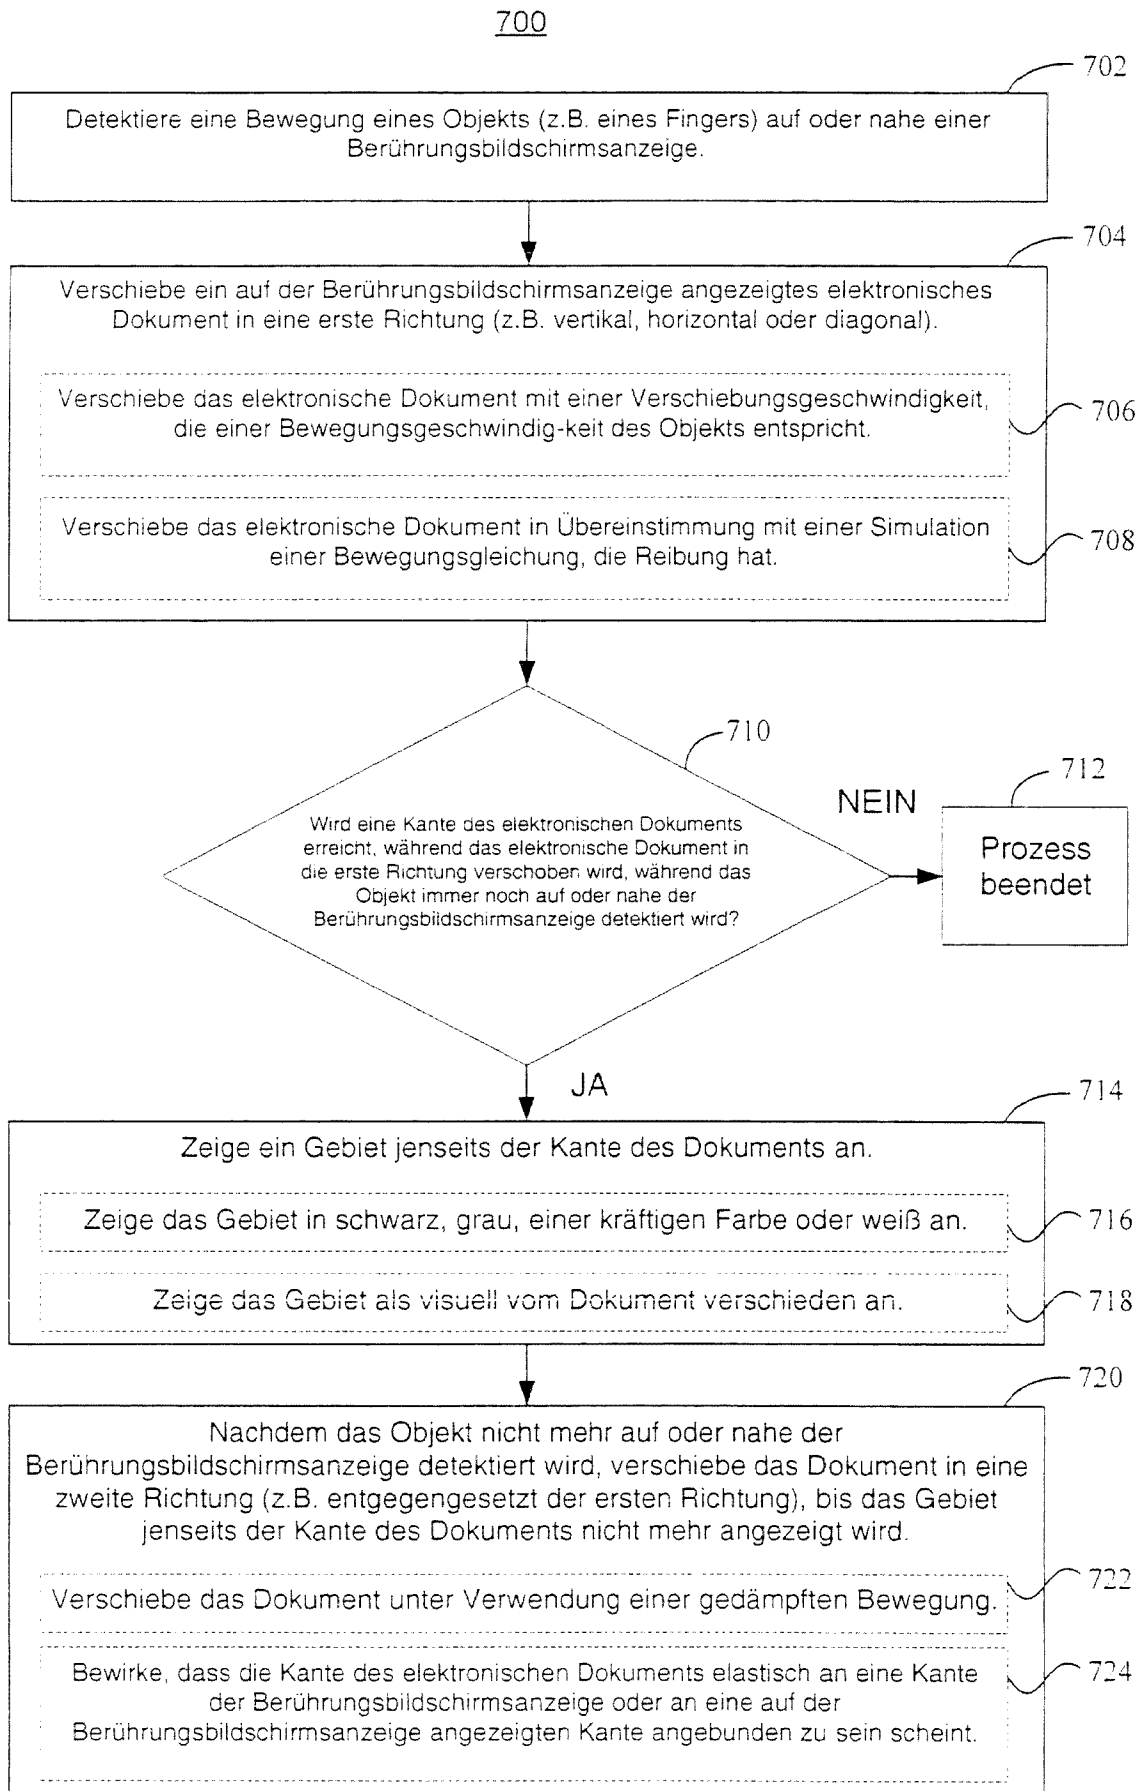 700
702
Detektiere eine Bewegung eines Objekts (z.B. eines Fingers) auf oder nahe einer
Berührungsbildschirmsanzeige.
704
Verschiebe ein auf der Berührungsbildschirmsanzeige angezeigtes elektronisches
Dokument in eine erste Richtung (z.B. vertikal, horizontal oder diagonal).
Verschiebe das elektronische Dokument mit einer Verschiebungsgeschwindigkeit,
die einer Bewegungsgeschwindig-keit des Objekts entspricht.
706
Verschiebe das elektronische Dokument in Übereinstimmung mit einer Simulation
einer Bewegungsgleichung, die Reibung hat.
708
710
Wird eine Kante des elektronischen Dokuments
erreicht, während das elektronische Dokument in
die erste Richtung verschoben wird, während das
Objekt immer noch auf oder nahe der
Berührungsbildschirmsanzeige detektiert wird?
NEIN
712
Prozess
beendet
JA
714
Zeige ein Gebiet jenseits der Kante des Dokuments an.
Zeige das Gebiet in schwarz, grau, einer kräftigen Farbe oder weiß an.
716
Zeige das Gebiet als visuell vom Dokument verschieden an.
718
720
Nachdem das Objekt nicht mehr auf oder nahe der
Berührungsbildschirmsanzeige detektiert wird, verschiebe das Dokument in eine
zweite Richtung (z.B. entgegengesetzt der ersten Richtung), bis das Gebiet
jenseits der Kante des Dokuments nicht mehr angezeigt wird.
Verschiebe das Dokument unter Verwendung einer gedämpften Bewegung.
722
Bewirke, dass die Kante des elektronischen Dokuments elastisch an eine Kante
der Berührungsbildschirmsanzeige oder an eine auf der
Berührungsbildschirmsanzeige angezeigten Kante angebunden zu sein scheint.
724